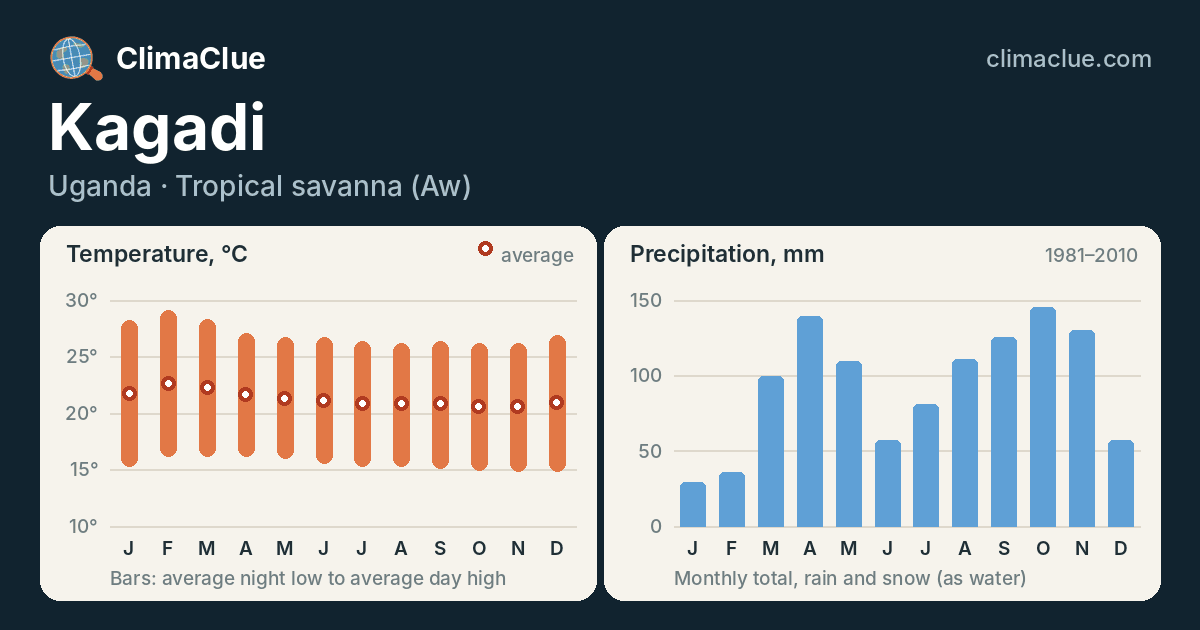 ClimaClue
climaclue.com
Kagadi
Uganda · Tropical savanna (Aw)
Temperature, °C
average
30°
25°
20°
15°
10°
J F M A M J J A S O N D
Bars: average night low to average day high
Precipitation, mm
1981–2010
150
100
50
0
J F M A M J J A S O N D
Monthly total, rain and snow (as water)